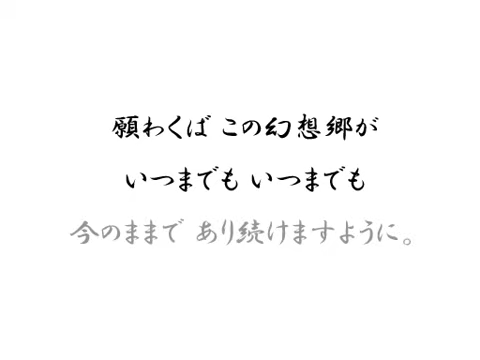 願わくば この幻想郷が
いつまでも いつまでも
今のままで あり続けますように。